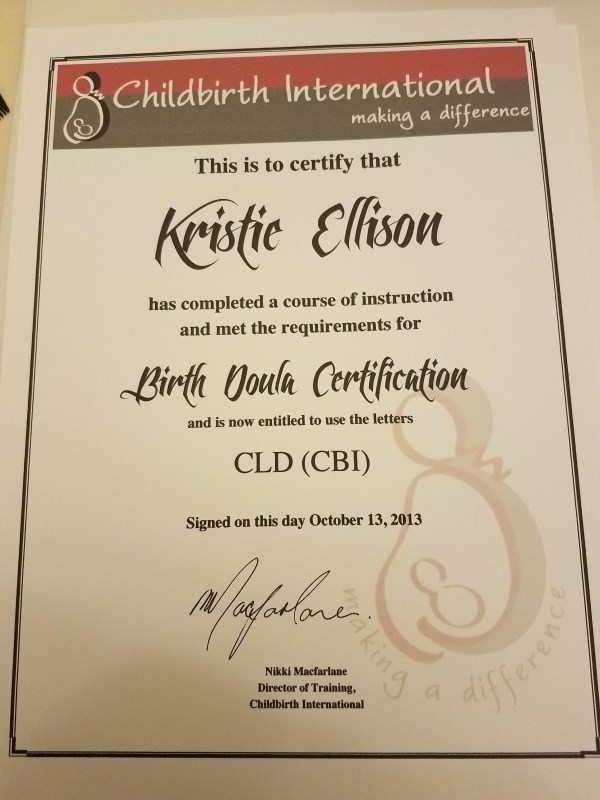 Childbirth International
making a difference
This is to certify that
Kristie Ellison
has completed a course of instruction
and met the requirements for
Birth Doula Certification
and is now entitled to use the letters
CLD (CBI)
Signed on this day October 13, 2013
NMacfarlane.
Nikki Macfarlane
Director of Training,
Childbirth International
making a difference